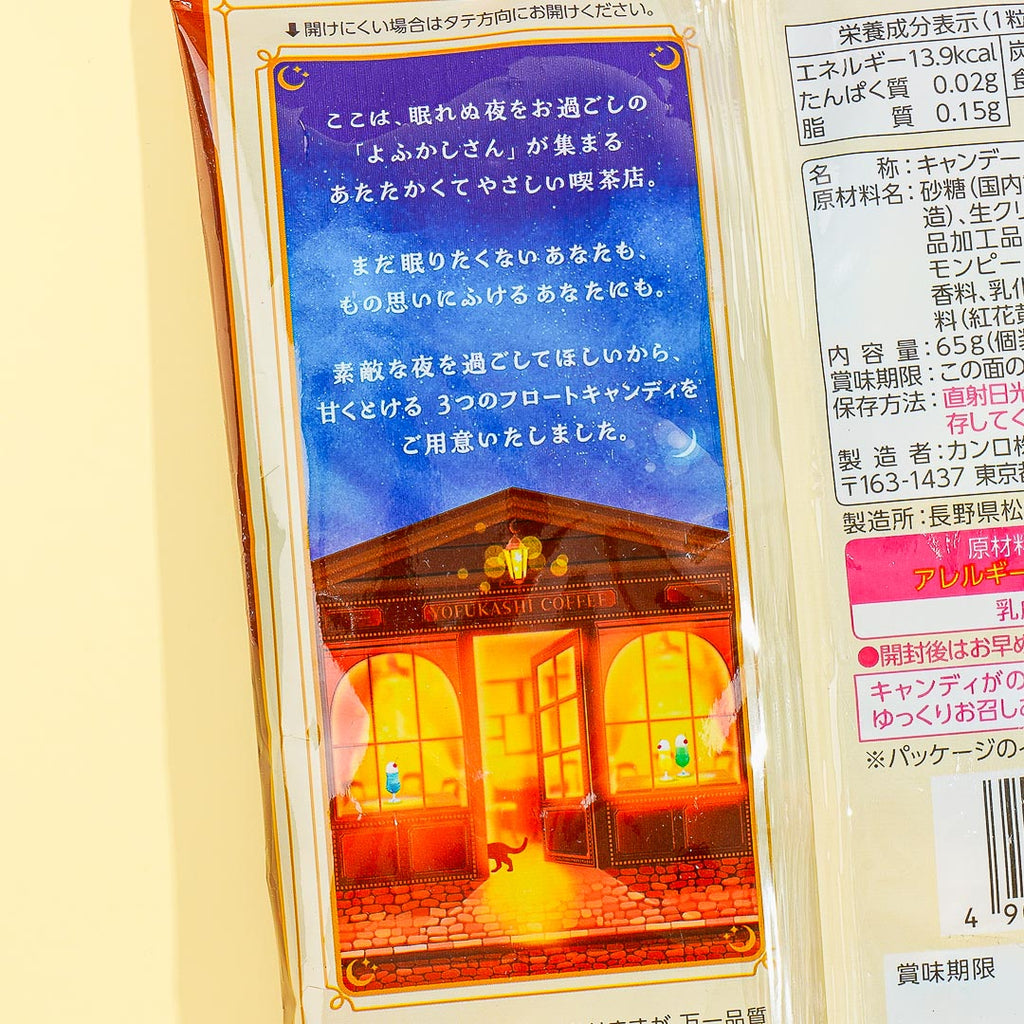 ⬇開けにくい場合はタテ方向にお開けください。
ここは、眠れぬ夜をお過ごしの
「よふかしさん」が集まる
あたたかくてやさしい喫茶店。
まだ眠りたくないあなたも、
もの思いにふけるあなたにも。
素敵な夜を過ごしてほしいから、
甘くとける 3つのフロートキャンディを
ご用意いたしました。
YOFUKASHI COFFEE
栄養成分表示(1粒
エネルギー13.9kcal
たんぱく質 0.02g
脂質 0.15g
炭
食
名称:キャンデー
原材料名:砂糖(国内
造)、生クリ
品加工品
モンピー
香料、乳化
料(紅花黄
内容量:65g(個装
賞味期限:この面の
保存方法:直射日光
存してく
製造者:カンロ株
〒163-1437 東京都
製造所:長野県松
原材料
アレルギー
乳成
●開封後はお早め
キャンディがの
ゆっくりお召し
※パッケージのイ
4 90
賞味期限
万一品質